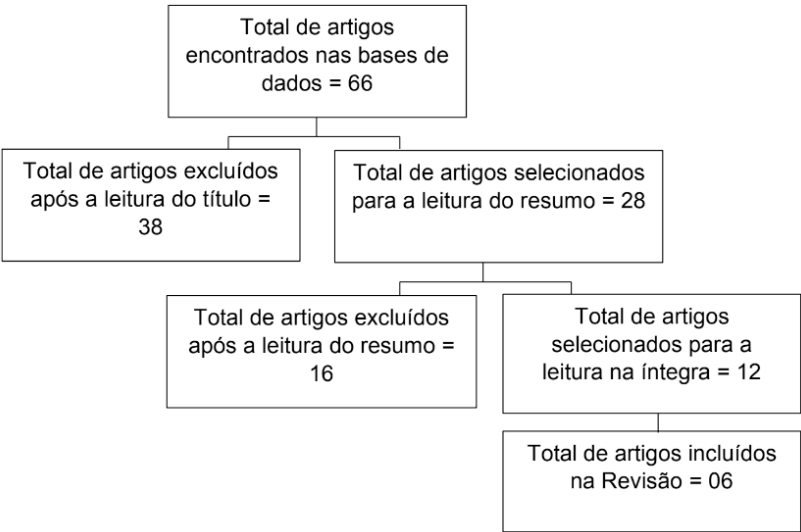 Total de artigos
encontrados nas bases de
dados = 66
Total de artigos excluídos
após a leitura do título =
38
Total de artigos selecionados
para a leitura do resumo = 28
Total de artigos excluídos
após a leitura do resumo =
16
Total de artigos
selecionados para a
leitura na íntegra = 12
Total de artigos incluídos
na Revisão = 06